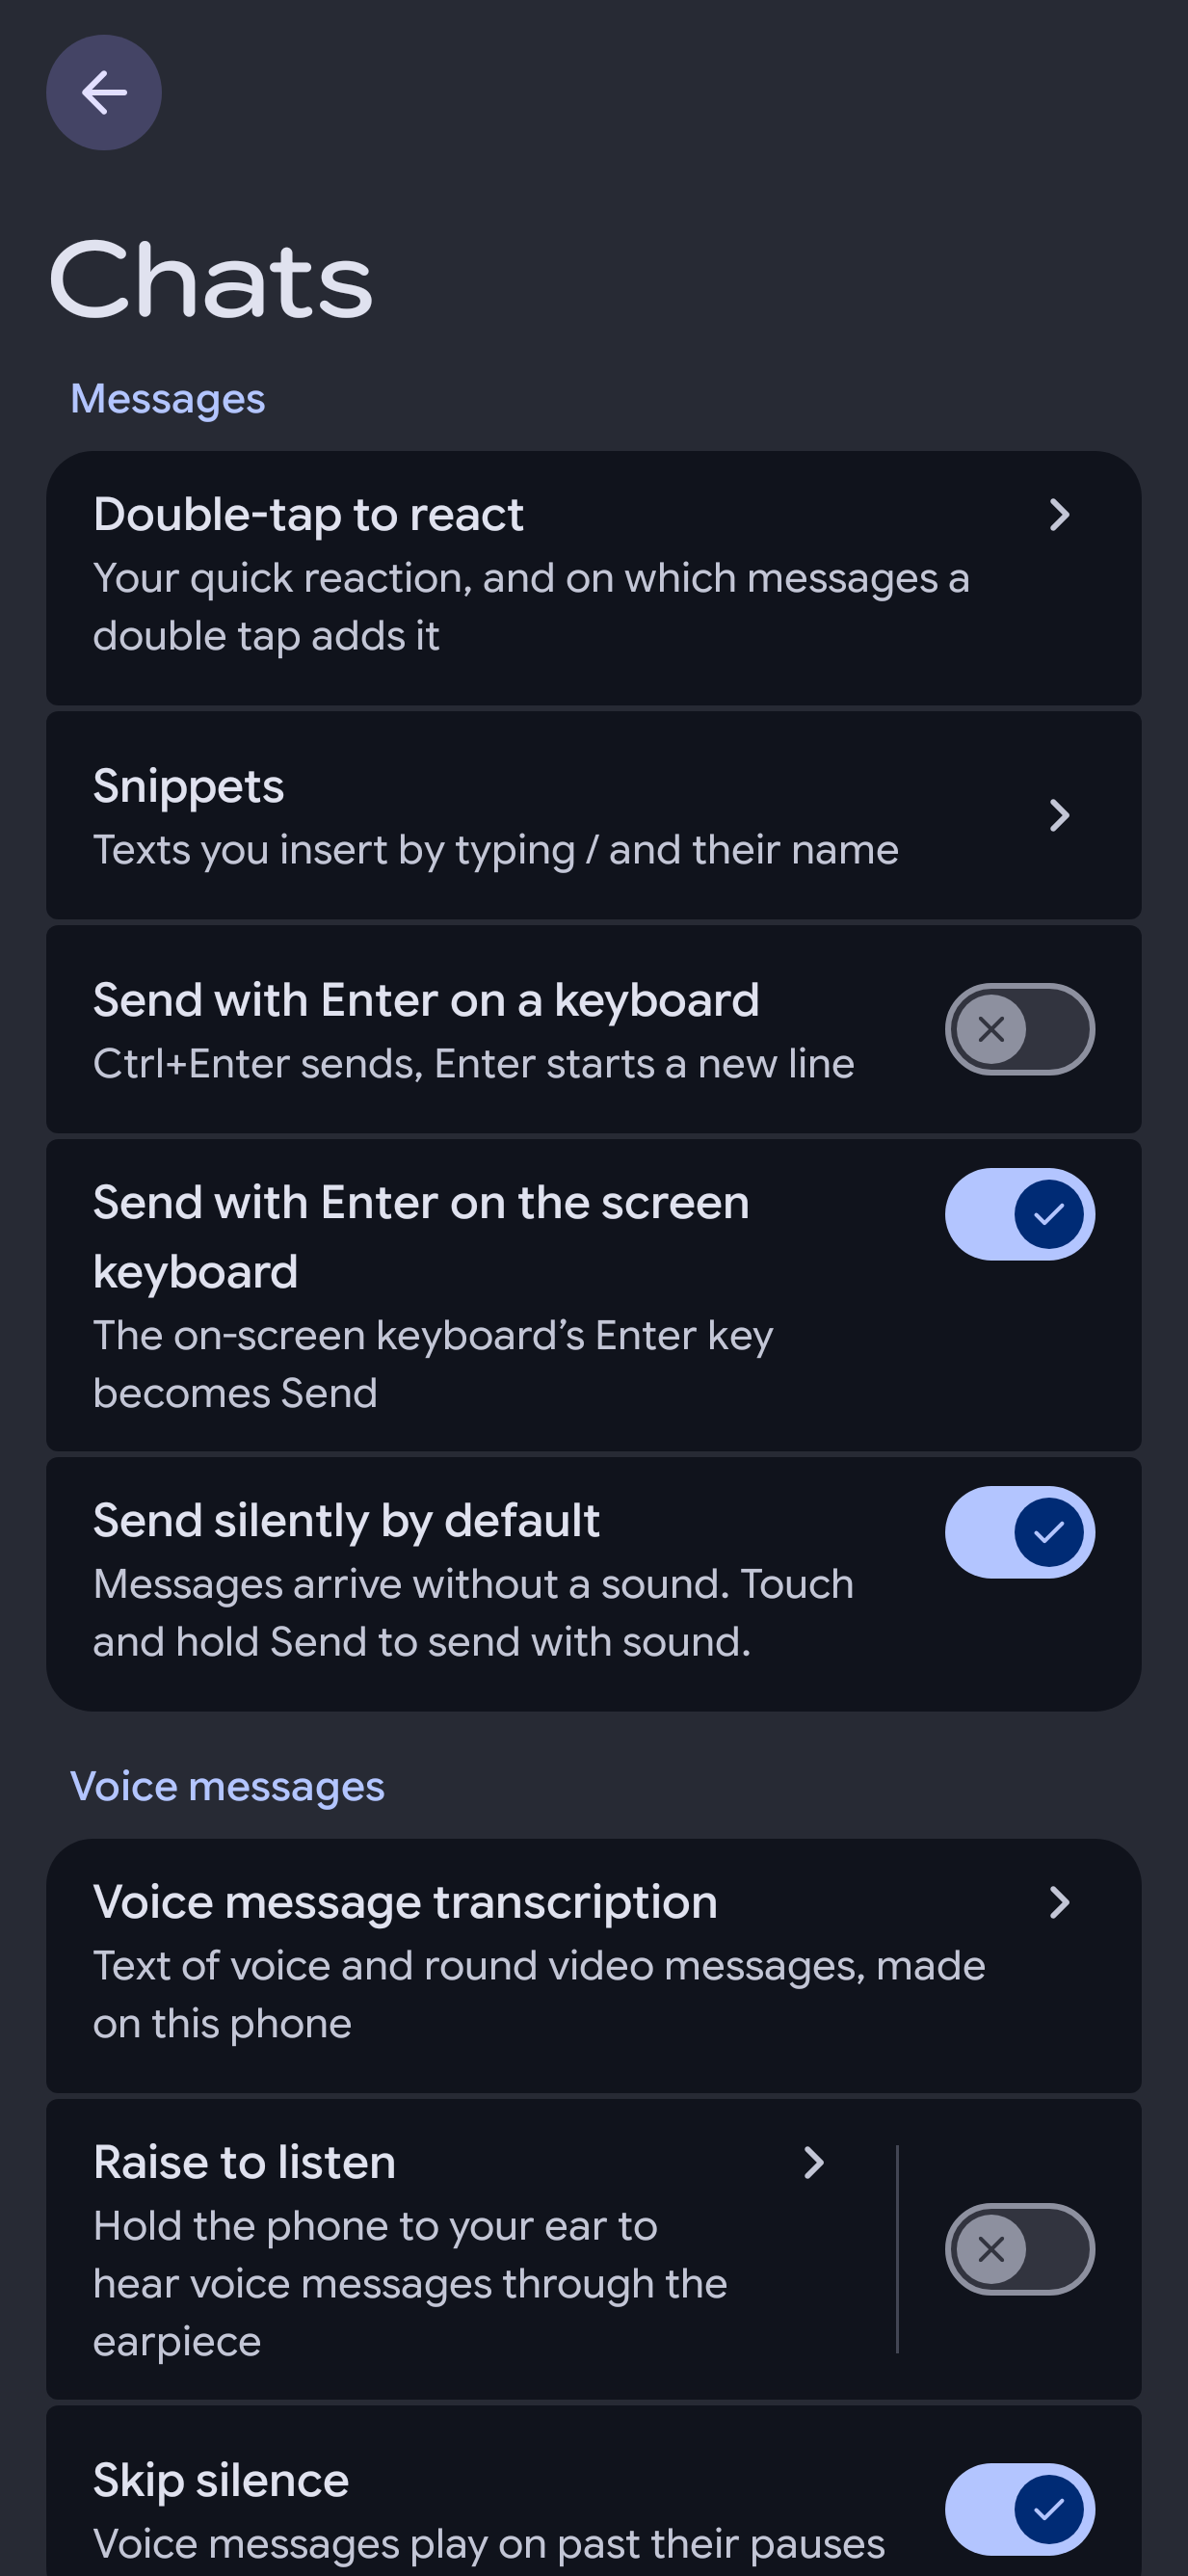 Chats
Messages
Double-tap to react
Your quick reaction, and on which messages a
double tap adds it
Snippets
Texts you insert by typing / and their name
Send with Enter on a keyboard
Ctrl+Enter sends, Enter starts a new line
Send with Enter on the screen
keyboard
The on-screen keyboard’s Enter key
becomes Send
Send silently by default
Messages arrive without a sound. Touch
and hold Send to send with sound.
Voice messages
Voice message transcription
Text of voice and round video messages, made
on this phone
Raise to listen
Hold the phone to your ear to
hear voice messages through the
earpiece
Skip silence
Voice messages play on past their pauses